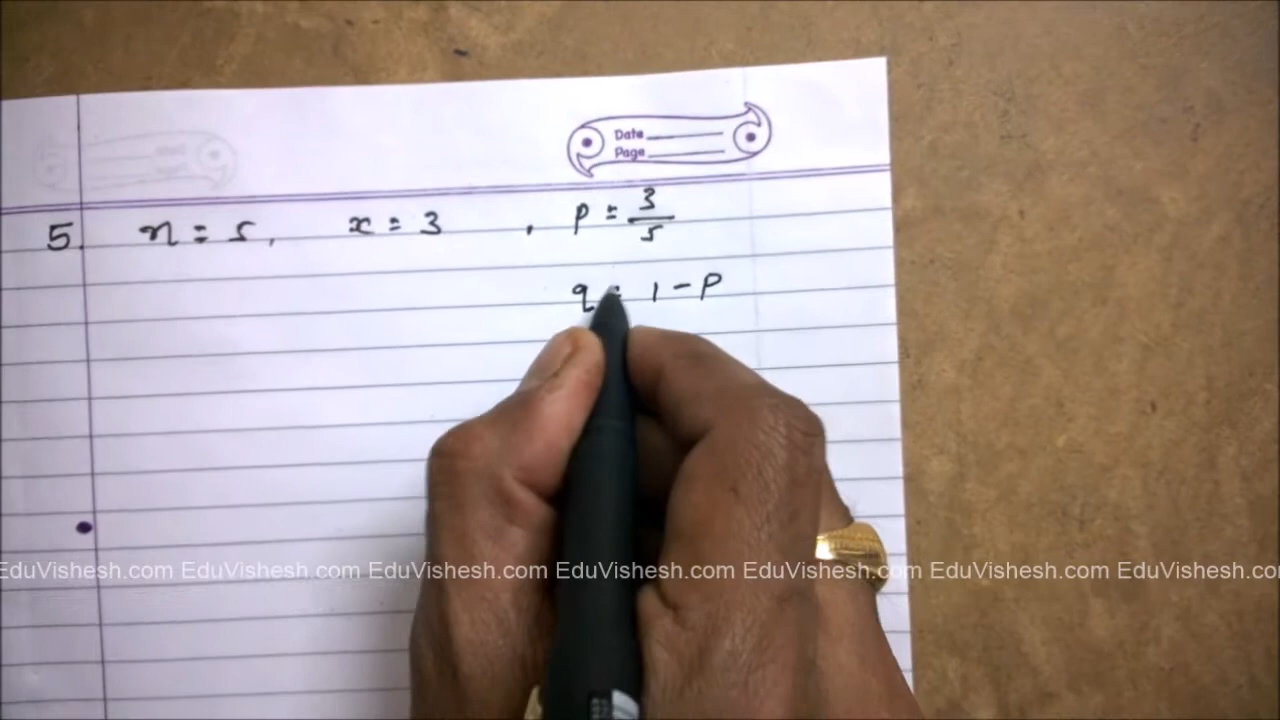 Date
Page
5. n = 5, x = 3, p = 3/5
q = 1 - p
EduVishesh.com EduVishesh.com EduVishesh.com EduVishesh.com EduVishesh.com EduVishesh.com EduVishesh.co